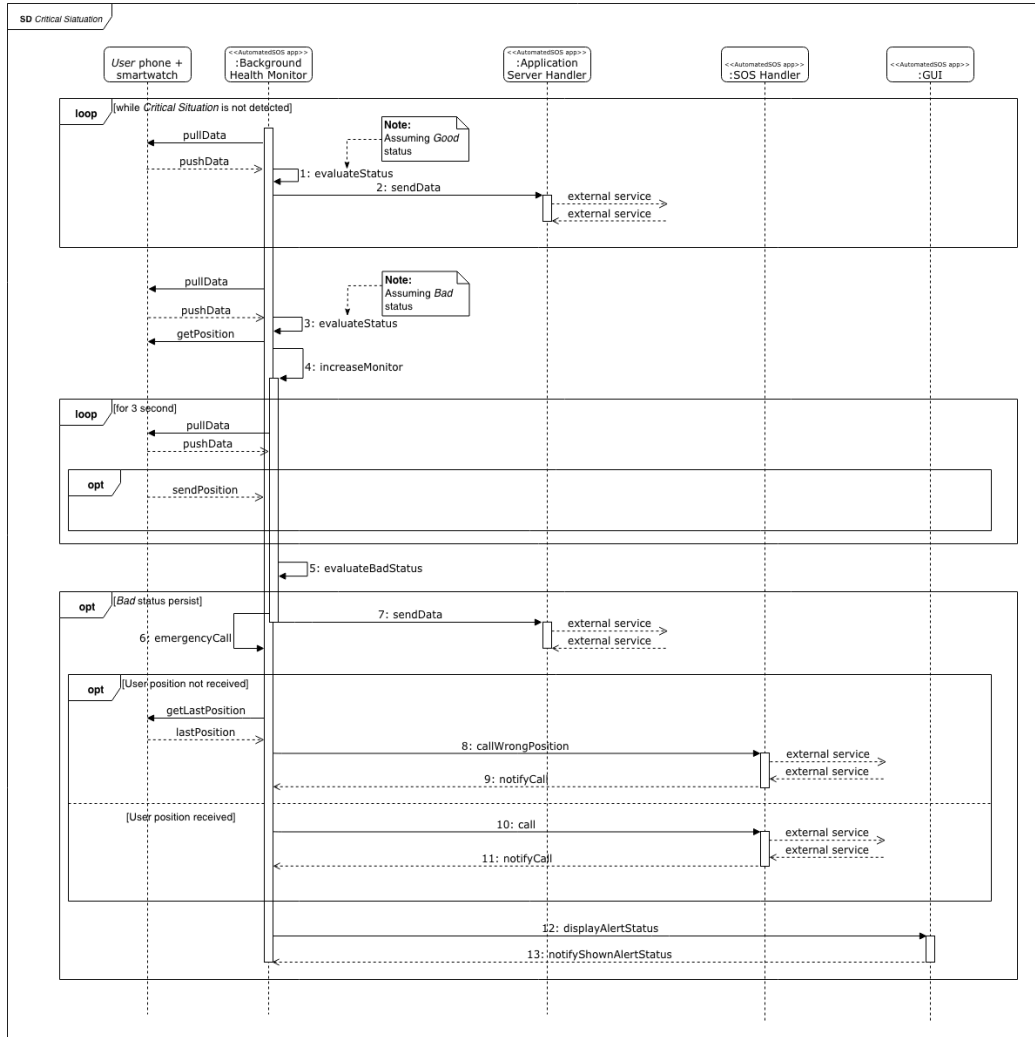 SD Critical Siatuation
User phone +
smartwatch
<<AutomatedSOS app>>
:Background
Health Monitor
<<AutomatedSOS app>>
:Application
Server Handler
<<AutomatedSOS app>>
:SOS Handler
<<AutomatedSOS app>>
:GUI
loop
[while Critical Situation is not detected]
pullData
Note:
Assuming Good
status
pushData
1: evaluateStatus
2: sendData
external service
external service
pullData
Note:
Assuming Bad
status
pushData
3: evaluateStatus
getPosition
4: increaseMonitor
loop
[for 3 second]
pullData
pushData
opt
sendPosition
5: evaluateBadStatus
opt
[Bad status persist]
7: sendData
external service
6: emergencyCall
external service
opt
[User position not received]
getLastPosition
lastPosition
8: callWrongPosition
external service
external service
9: notifyCall
[User position received]
10: call
external service
external service
11: notifyCall
12: displayAlertStatus
13: notifyShownAlertStatus